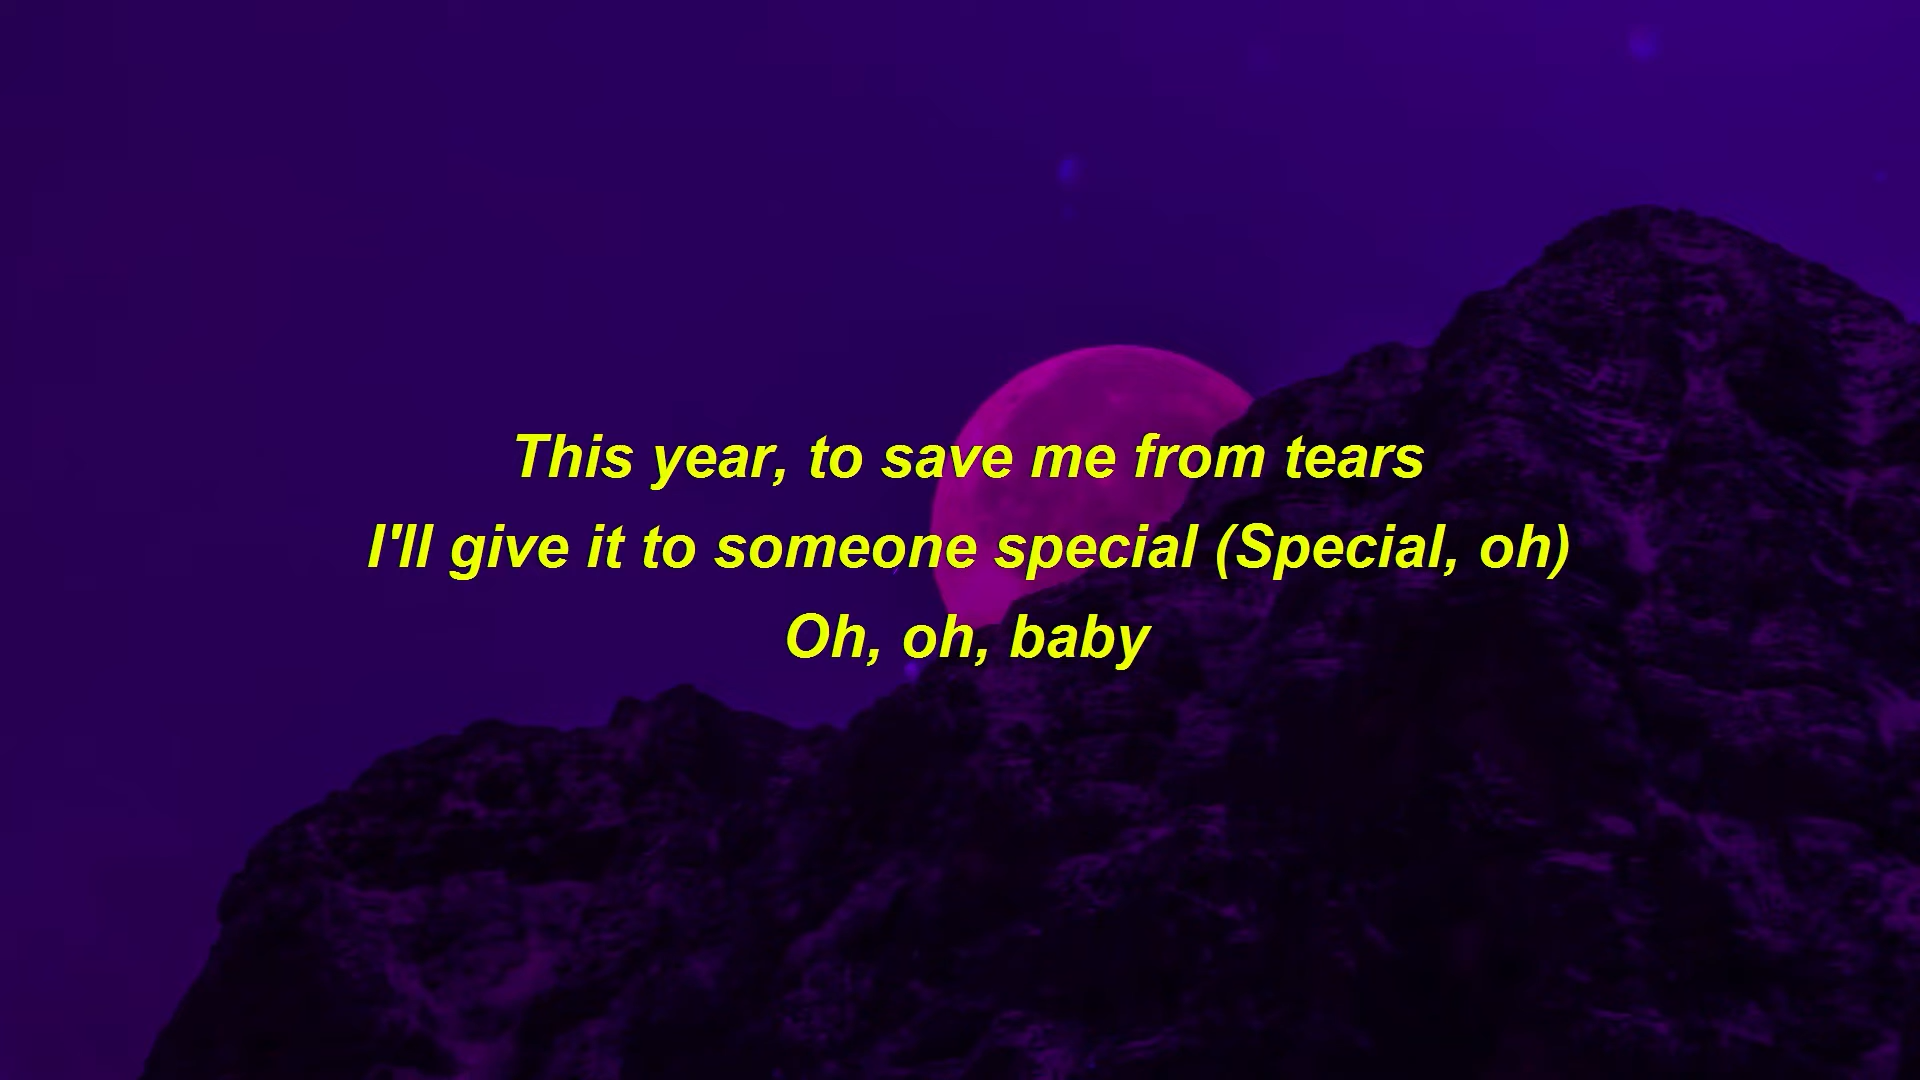 This year, to save me from tears
I'll give it to someone special (Special, oh)
Oh, oh, baby